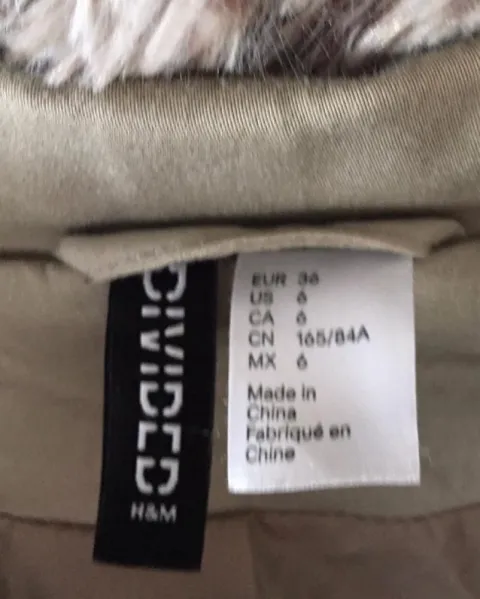 DIVIDED
H&M
EUR 36
US 6
CA 6
CN 165/84A
MX 6
Made in
China
Fabriqué en
Chine